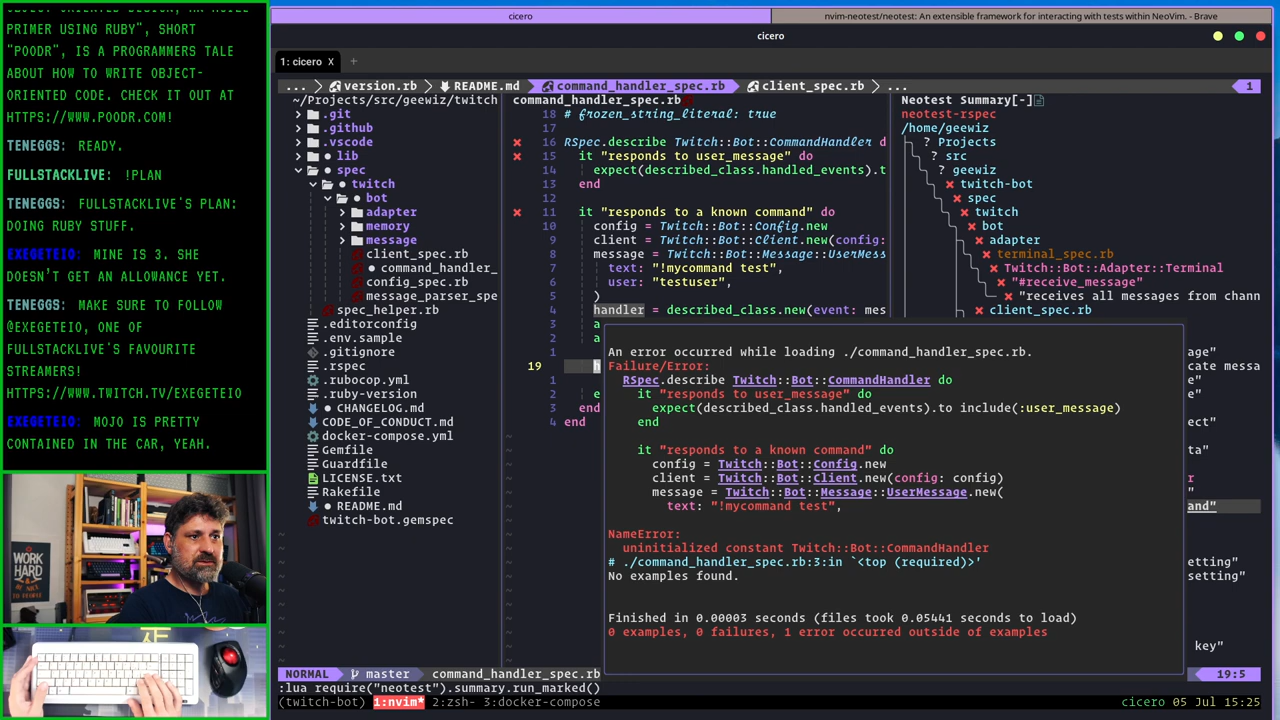 OBJECT ORIENTED DESIGN, AN AGILE
PRIMER USING RUBY", SHORT
"POODR", IS A PROGRAMMERS TALE
ABOUT HOW TO WRITE OBJECT-
ORIENTED CODE. CHECK IT OUT AT
HTTPS://WWW.POODR.COM!
TENEGGS: READY.
FULLSTACKLIVE: !PLAN
TENEGGS: FULLSTACKLIVE'S PLAN:
DOING RUBY STUFF.
EXEGETEIO: MINE IS 3. SHE
DOESN'T GET AN ALLOWANCE YET.
TENEGGS: MAKE SURE TO FOLLOW
@EXEGETEIO, ONE OF
FULLSTACKLIVE'S FAVOURITE
STREAMERS!
HTTPS://WWW.TWITCH.TV/EXEGETEIO
EXEGETEIO: MOJO IS PRETTY
CONTAINED IN THE CAR, YEAH.
WORK
HARD
cicero
nvim-neotest/neotest: An extensible framework for interacting with tests within NeoVim. - Brave
cicero
1: cicero X +
... version.rb README.md command_handler_spec.rb client_spec.rb ... 1
~/Projects/src/geewiz/twitch
.git
.github
.vscode
lib
spec
twitch
bot
adapter
memory
message
client_spec.rb
command_handler_
config_spec.rb
message_parser_spe
spec_helper.rb
.editorconfig
.env.sample
.gitignore
.rspec
.rubocop.yml
.ruby-version
CHANGELOG.md
CODE_OF_CONDUCT.md
docker-compose.yml
Gemfile
Guardfile
LICENSE.txt
Rakefile
README.md
twitch-bot.gemspec
command_handler_spec.rb
18 # frozen_string_literal: true
17
16 RSpec.describe Twitch::Bot::CommandHandler d
15 it "responds to user_message" do
14 expect(described_class.handled_events).t
13 end
12
11 it "responds to a known command" do
10 config = Twitch::Bot::Config.new
9 client = Twitch::Bot::Client.new(config:
8 message = Twitch::Bot::Message::UserMess
7 text: "!mycommand test",
6 user: "testuser",
5 )
4 handler = described_class.new(event: mes
3 a
2 a
1
19 h
1
2 e
3 end
4 end
Neotest Summary[-]
neotest-rspec
/home/geewiz
? Projects
? src
? geewiz
twitch-bot
spec
twitch
bot
adapter
terminal_spec.rb
Twitch::Bot::Adapter::Terminal
"#receive_message"
"receives all messages from chann
client_spec.rb
age"
cate messa
e"
ect"
ta"
r
"
and"
etting"
setting"
key"
An error occurred while loading ./command_handler_spec.rb.
Failure/Error:
RSpec.describe Twitch::Bot::CommandHandler do
it "responds to user_message" do
expect(described_class.handled_events).to include(:user_message)
end
it "responds to a known command" do
config = Twitch::Bot::Config.new
client = Twitch::Bot::Client.new(config: config)
message = Twitch::Bot::Message::UserMessage.new(
text: "!mycommand test",
NameError:
uninitialized constant Twitch::Bot::CommandHandler
# ./command_handler_spec.rb:3:in `<top (required)>'
No examples found.
Finished in 0.00003 seconds (files took 0.05441 seconds to load)
0 examples, 0 failures, 1 error occurred outside of examples
NORMAL master command_handler_spec.rb 19:5
:lua require("neotest").summary.run_marked()
(twitch-bot) 1:nvim* 2:zsh- 3:docker-compose cicero 05 Jul 15:25